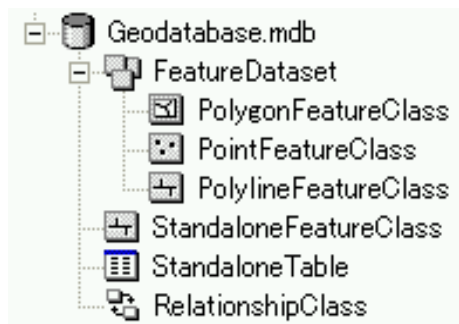 Geodatabase.mdb
FeatureDataset
PolygonFeatureClass
PointFeatureClass
PolylineFeatureClass
StandaloneFeatureClass
StandaloneTable
RelationshipClass